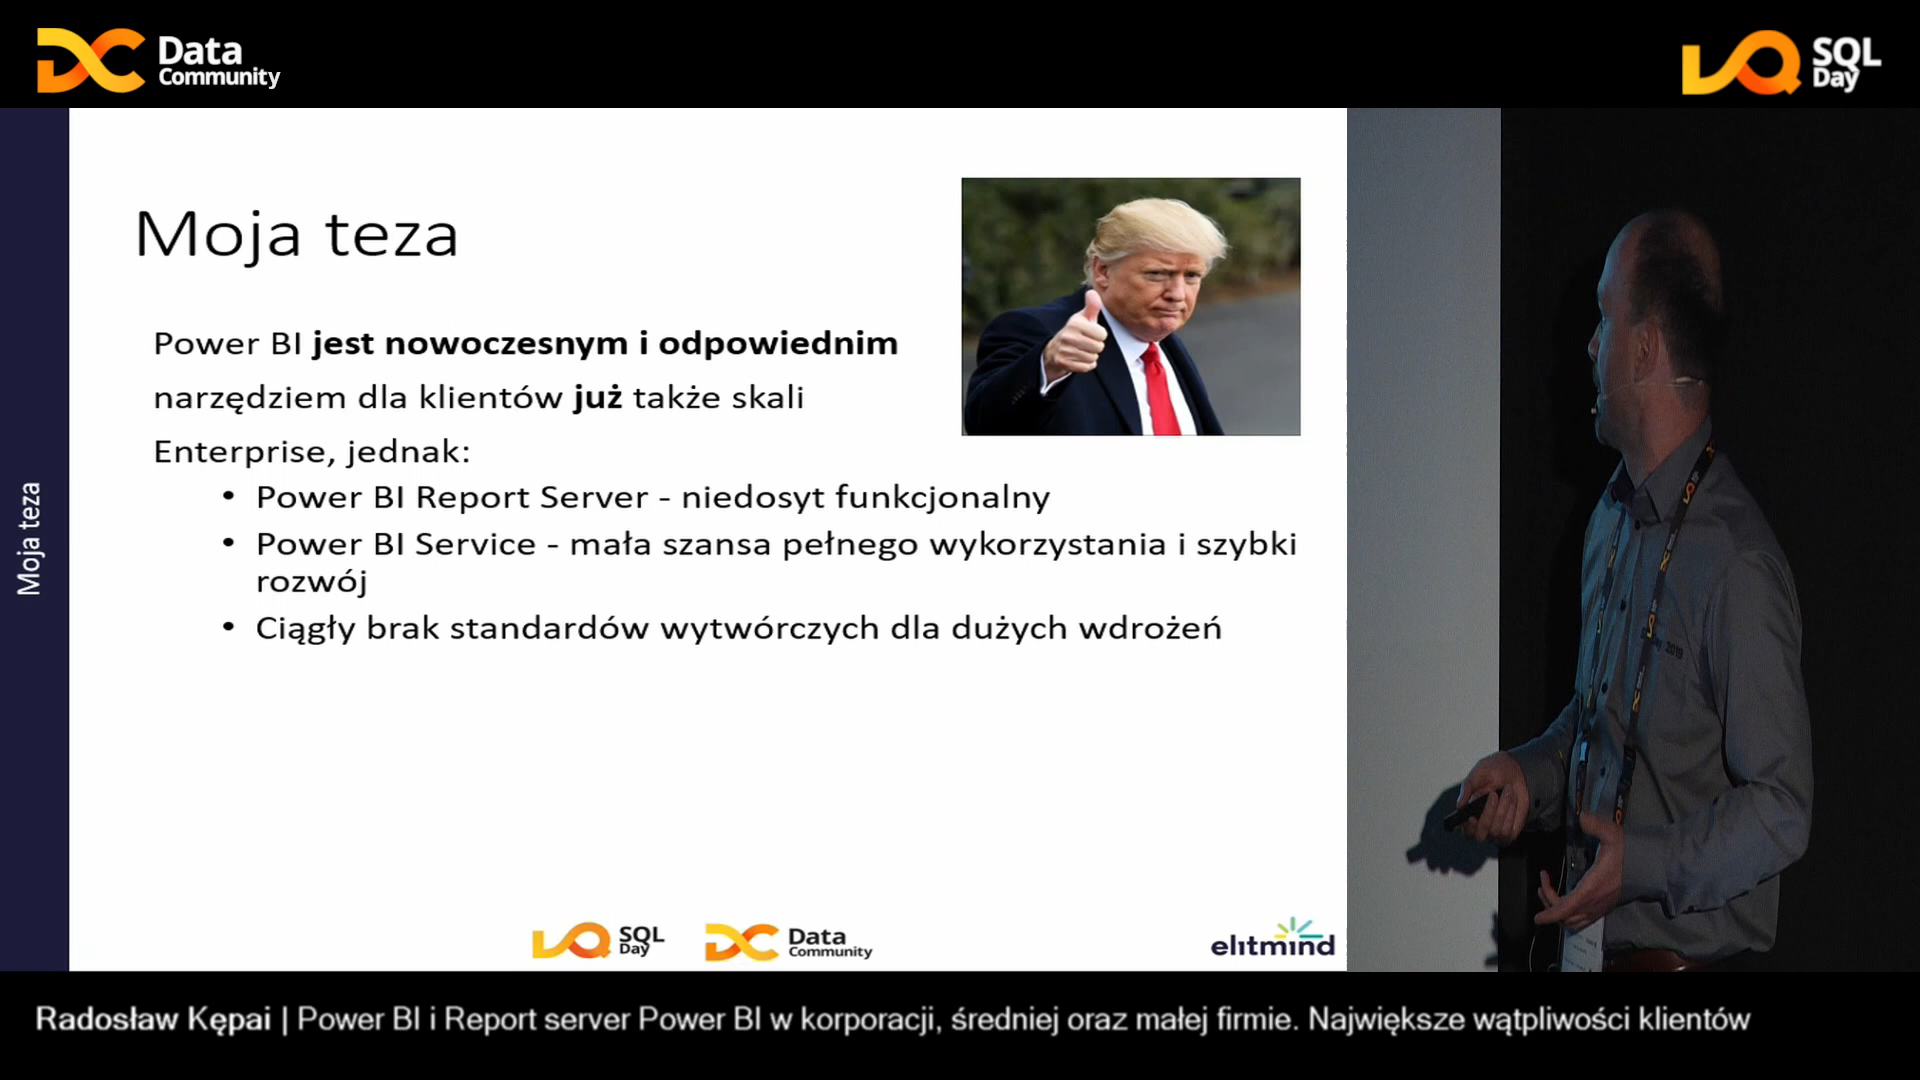 Data
Community
SQL
Day
Moja teza
Moja teza
Power BI jest nowoczesnym i odpowiednim
narzędziem dla klientów już także skali
Enterprise, jednak:
• Power BI Report Server - niedosyt funkcjonalny
• Power BI Service - mała szansa pełnego wykorzystania i szybki
rozwój
• Ciągły brak standardów wytwórczych dla dużych wdrożeń
SQL
Day
Data
Community
elitmind
Radosław Kępai | Power BI i Report server Power BI w korporacji, średniej oraz małej firmie. Największe wątpliwości klientów